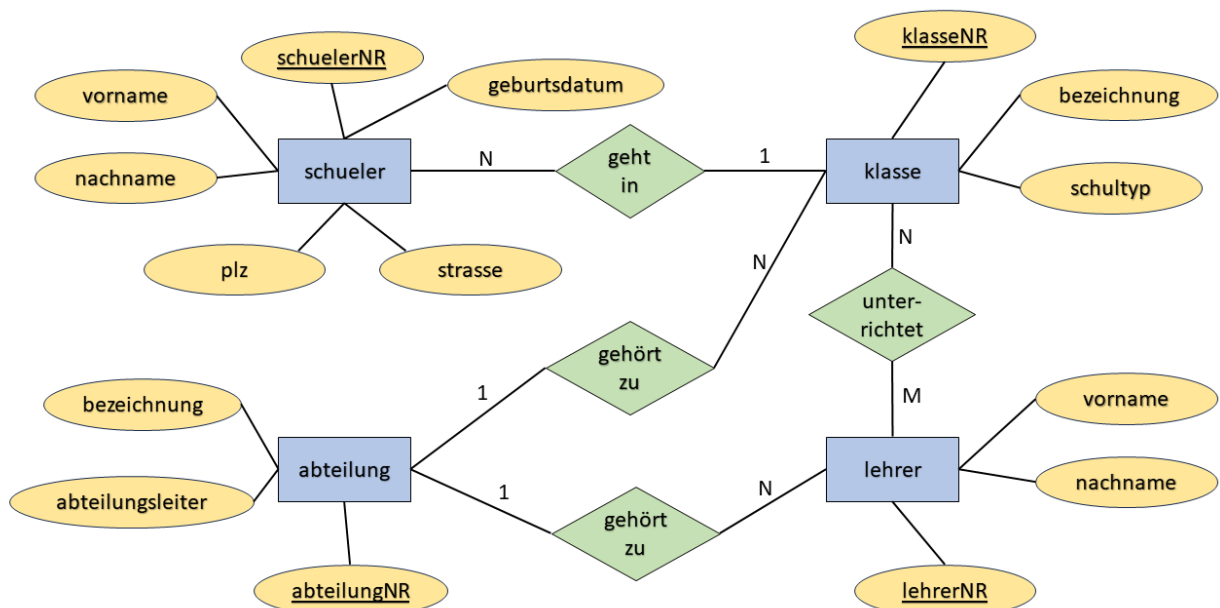 klasseNR
schuelerNR
geburtsdatum
vorname
bezeichnung
schueler
N
geht
in
1
klasse
nachname
schultyp
plz
strasse
N
N
unter-
richtet
gehört
zu
1
M
bezeichnung
vorname
abteilung
lehrer
abteilungsleiter
1
N
nachname
gehört
zu
abteilungNR
lehrerNR